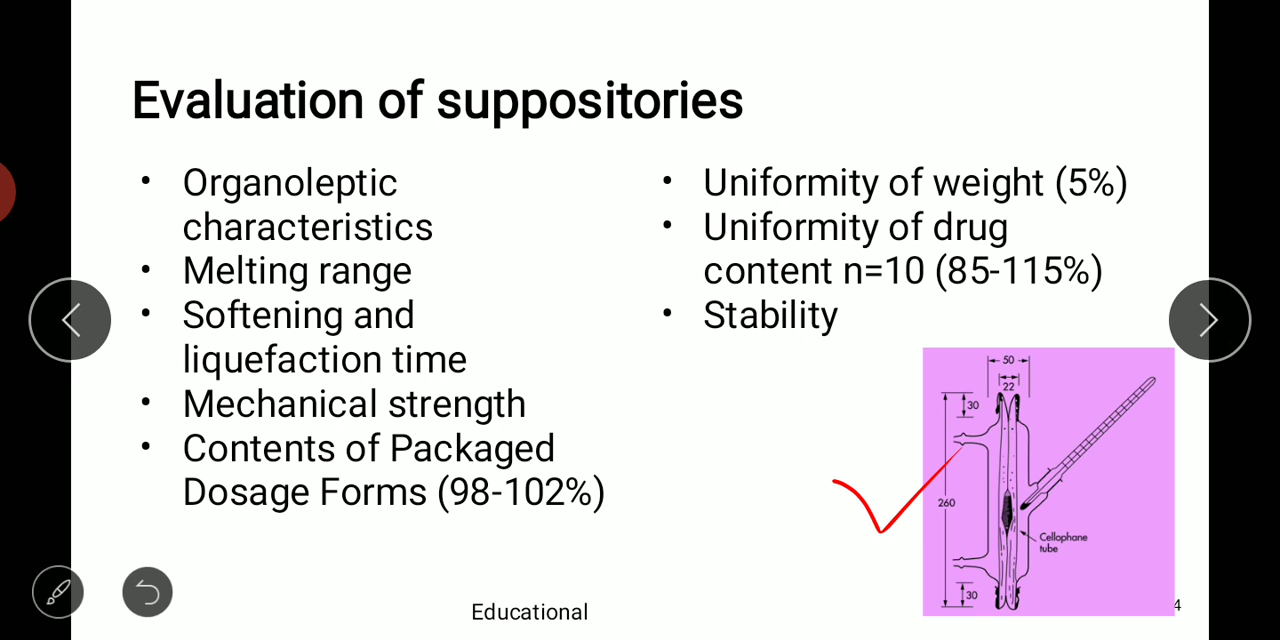 Evaluation of suppositories
• Organoleptic
characteristics
• Melting range
• Softening and
liquefaction time
• Mechanical strength
• Contents of Packaged
Dosage Forms (98-102%)
• Uniformity of weight (5%)
• Uniformity of drug
content n=10 (85-115%)
• Stability
50
22
30
260
Cellophane
tube
30
Educational
4